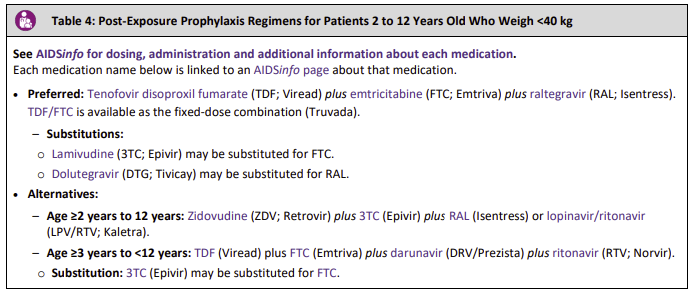 Table 4: Post-Exposure Prophylaxis Regimens for Patients 2 to 12 Years Old Who Weigh <40 kg
See AIDSinfo for dosing, administration and additional information about each medication.
Each medication name below is linked to an AIDSinfo page about that medication.
• Preferred: Tenofovir disoproxil fumarate (TDF; Viread) plus emtricitabine (FTC; Emtriva) plus raltegravir (RAL; Isentress).
TDF/FTC is available as the fixed-dose combination (Truvada).
– Substitutions:
o Lamivudine (3TC; Epivir) may be substituted for FTC.
o Dolutegravir (DTG; Tivicay) may be substituted for RAL.
• Alternatives:
– Age ≥2 years to 12 years: Zidovudine (ZDV; Retrovir) plus 3TC (Epivir) plus RAL (Isentress) or lopinavir/ritonavir
(LPV/RTV; Kaletra).
– Age ≥3 years to <12 years: TDF (Viread) plus FTC (Emtriva) plus darunavir (DRV/Prezista) plus ritonavir (RTV; Norvir).
o Substitution: 3TC (Epivir) may be substituted for FTC.